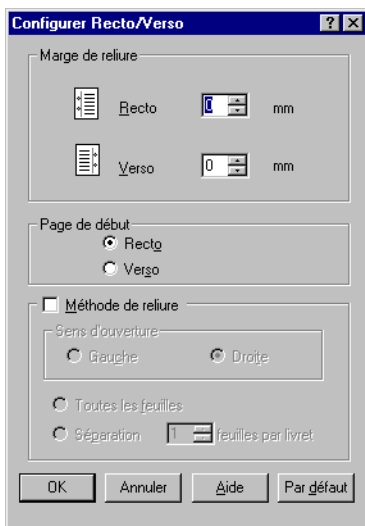 Configurer Recto/Verso
Marge de reliure
Recto 0 mm
Verso 0 mm
Page de début
Recto
Verso
Méthode de reliure
Sens d'ouverture
Gauche Droite
Toutes les feuilles
Séparation 1 feuilles par livret
OK Annuler Aide Par défaut